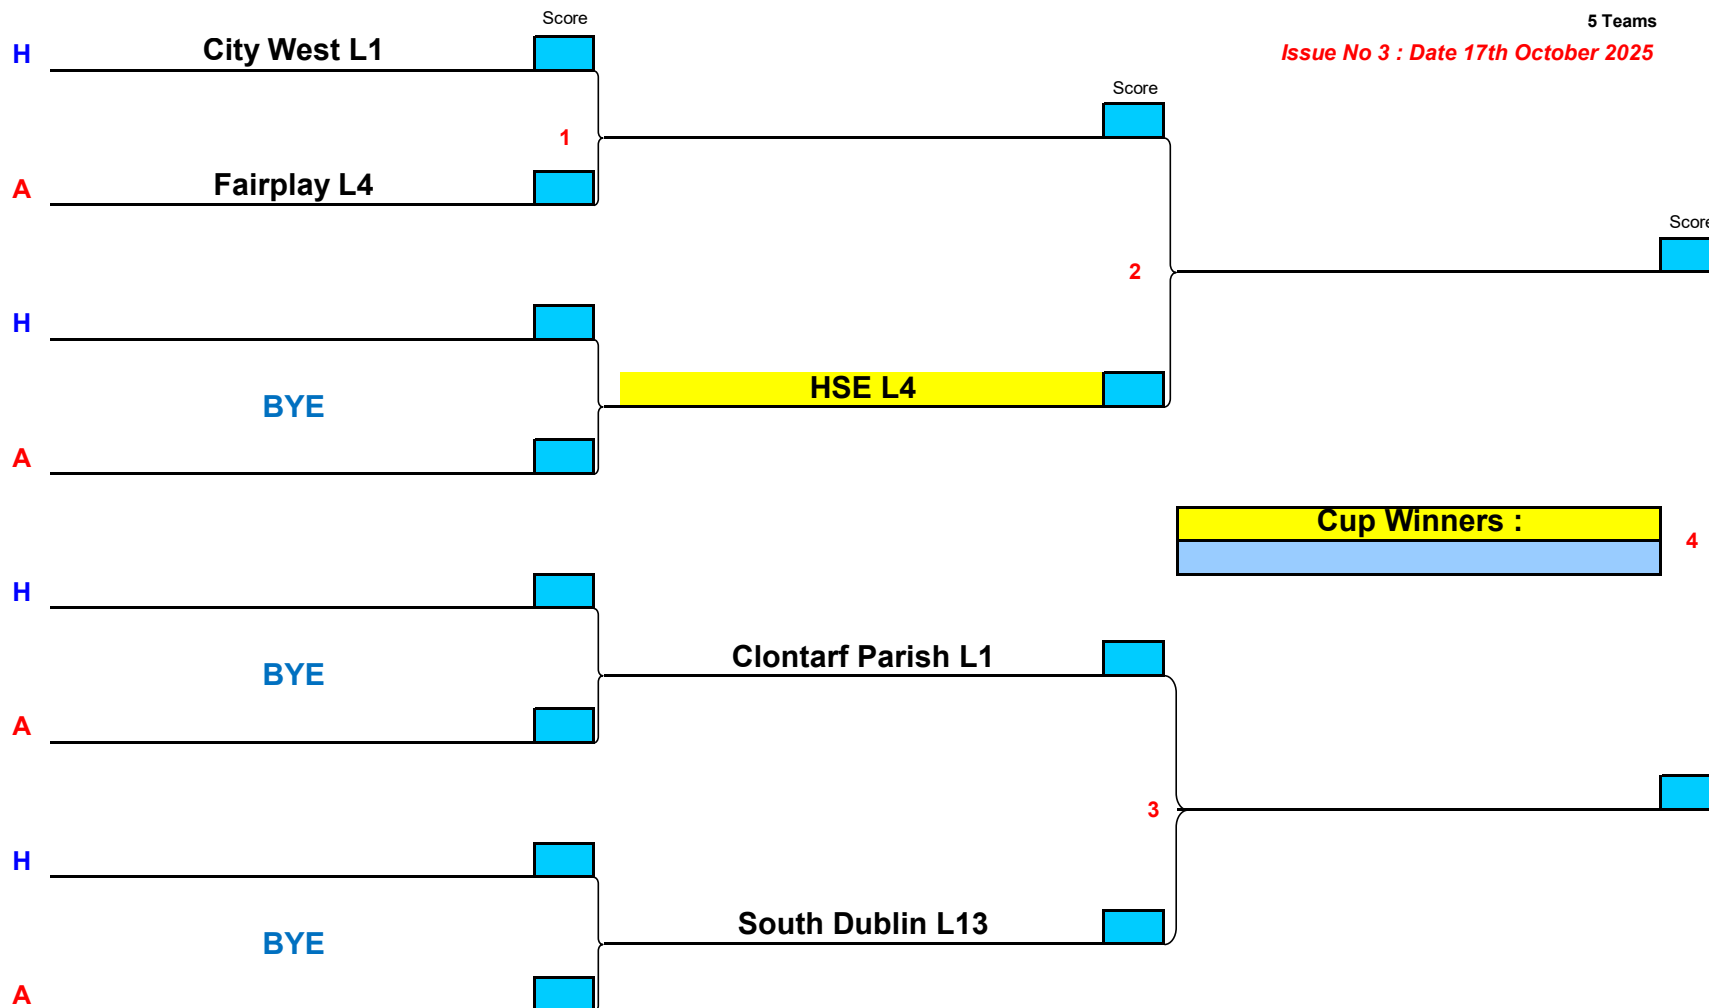 Score
5 Teams
H City West L1
Issue No 3 : Date 17th October 2025
Score
1
A Fairplay L4
Score
2
H
HSE L4
BYE
A
Cup Winners :
4
H
Clontarf Parish L1
BYE
A
3
H
South Dublin L13
BYE
A